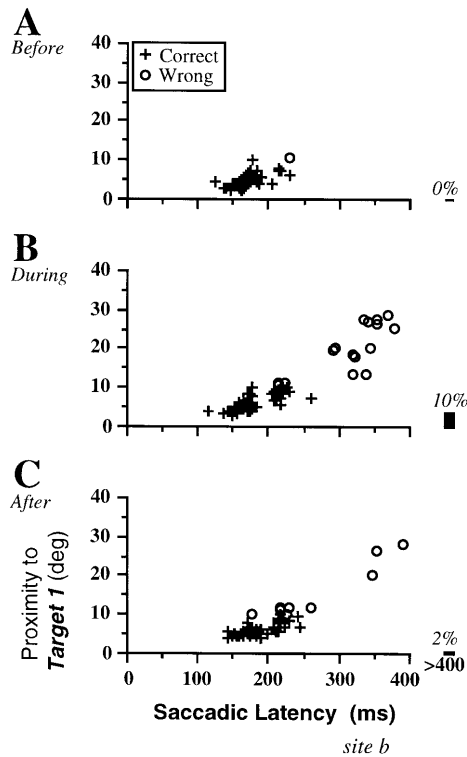 A
Before
40
30
20
10
0
+ Correct
o Wrong
0%
B
During
40
30
20
10
0
10%
C
After
40
30
20
10
0
Proximity to
Target 1 (deg)
2%
>400
0 100 200 300 400
Saccadic Latency (ms)
site b